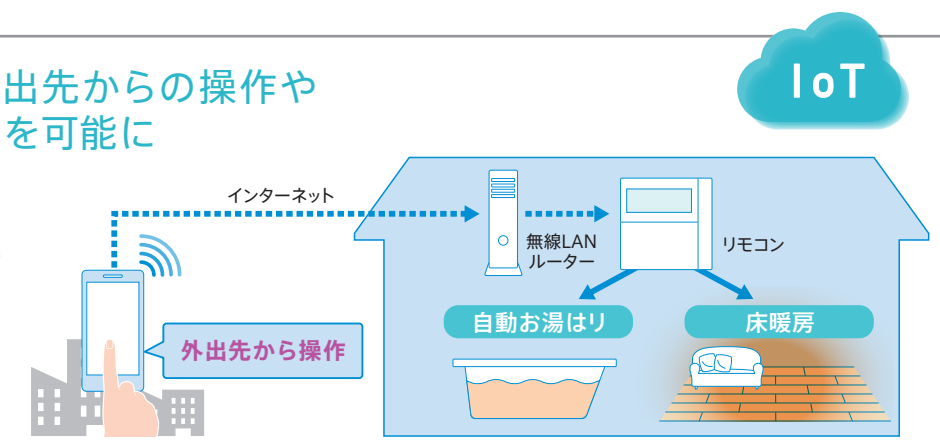 IoT
出先からの操作や
を可能に
インターネット
無線LAN
ルーター
リモコン
自動お湯はり
床暖房
外出先から操作